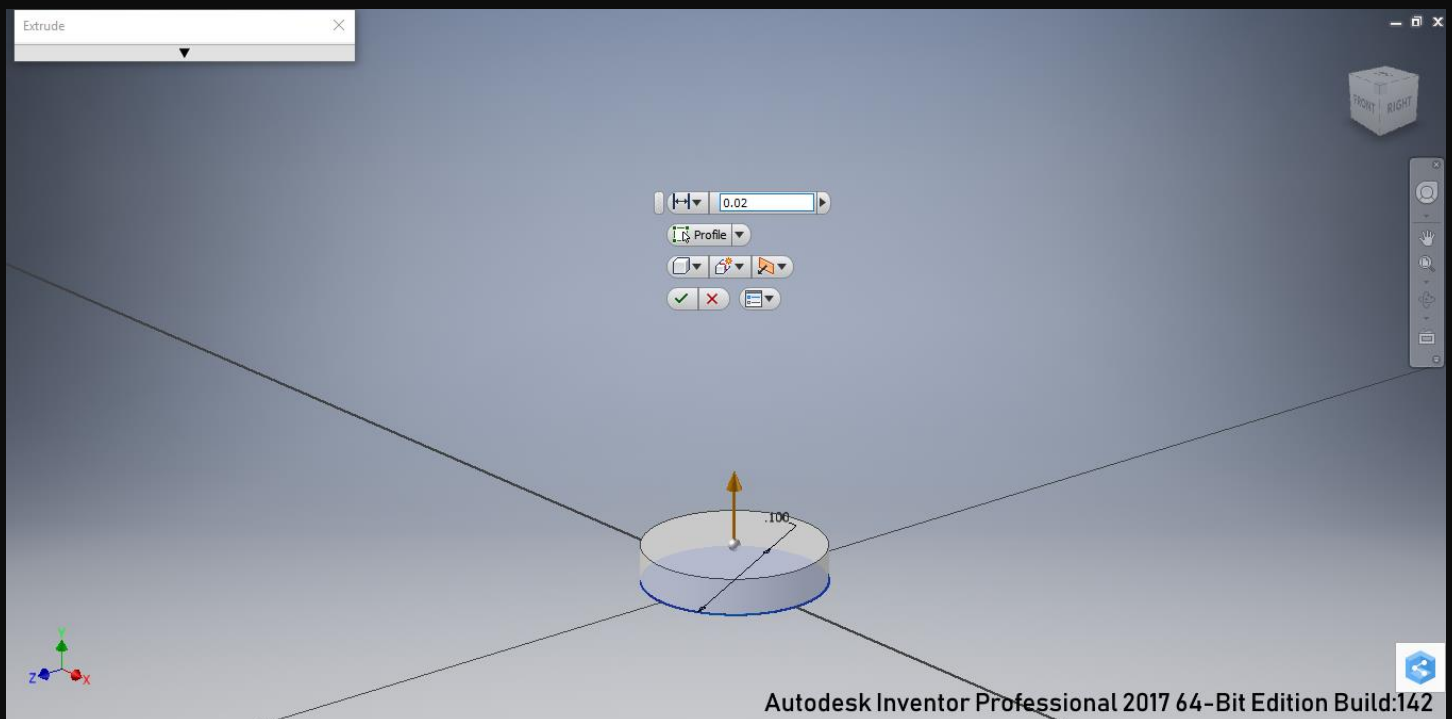 Extrude
FRONT
RIGHT
0.02
Profile
.100
Y
Z
X
Autodesk Inventor Professional 2017 64-Bit Edition Build:142